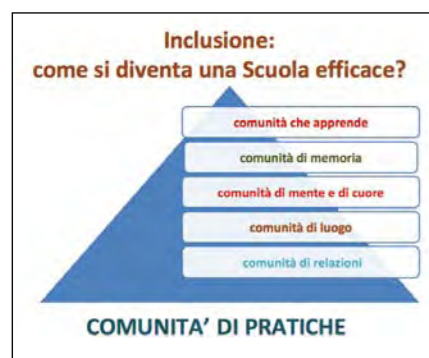 Inclusione:
come si diventa una Scuola efficace?
comunità che apprende
comunità di memoria
comunità di mente e di cuore
comunità di luogo
comunità di relazioni
COMUNITA’ DI PRATICHE